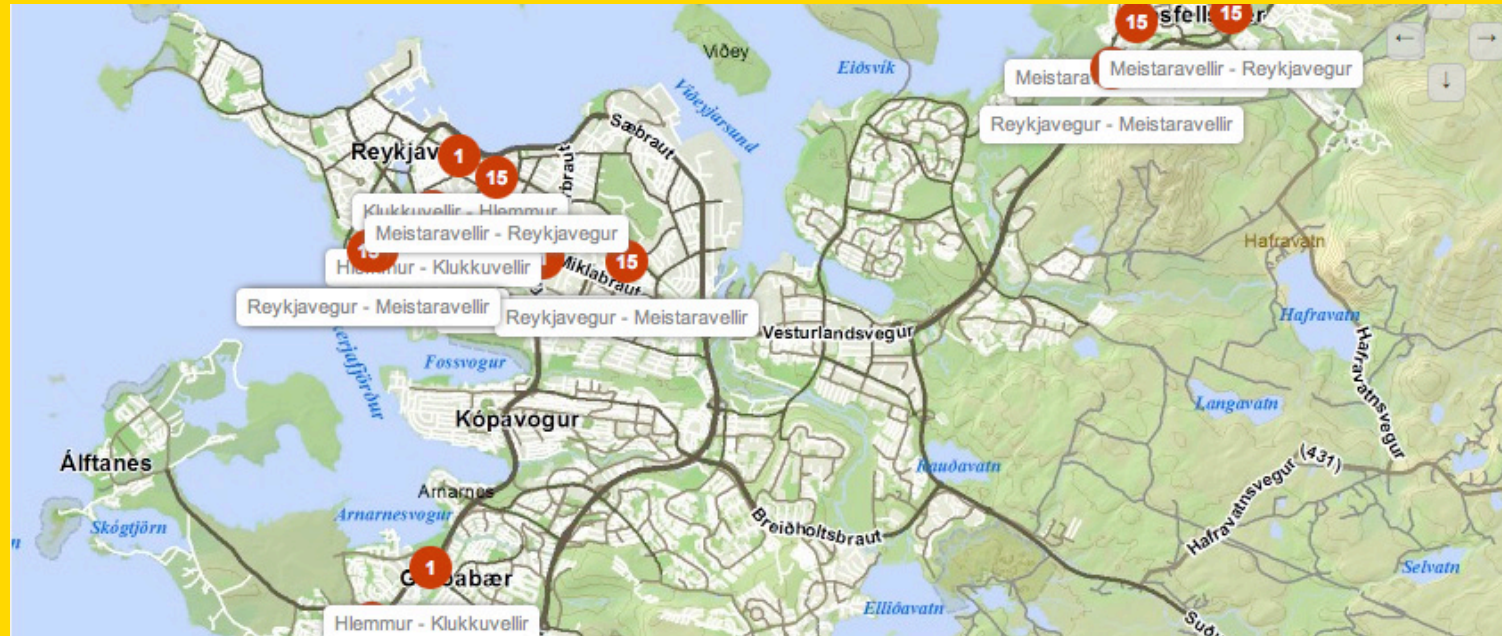 15
15
Viðey
Eiðsvík
←
→
↓
Meistaravellir - Reykjavegur
Reykjavegur - Meistaravellir
Viðeyjarsund
Sæbraut
1
15
Klukkuvellir - Hlemmur
Meistaravellir - Reykjavegur
15
Hlemmur - Klukkuvellir
Miklabraut
15
Hafravatn
Reykjavegur - Meistaravellir
Reykjavegur - Meistaravellir
Vesturlandsvegur
Hafravatn
Hafravatnsvegur
Fossvogur
Kópavogur
Langavatn
Álftanes
Rauðavatn
Hafravatnsvegur (431)
Arnarnes
Arnarnesvogur
Skógtjörn
Breiðholtsbraut
Selvatn
1
Elliðavatn
Hlemmur - Klukkuvellir